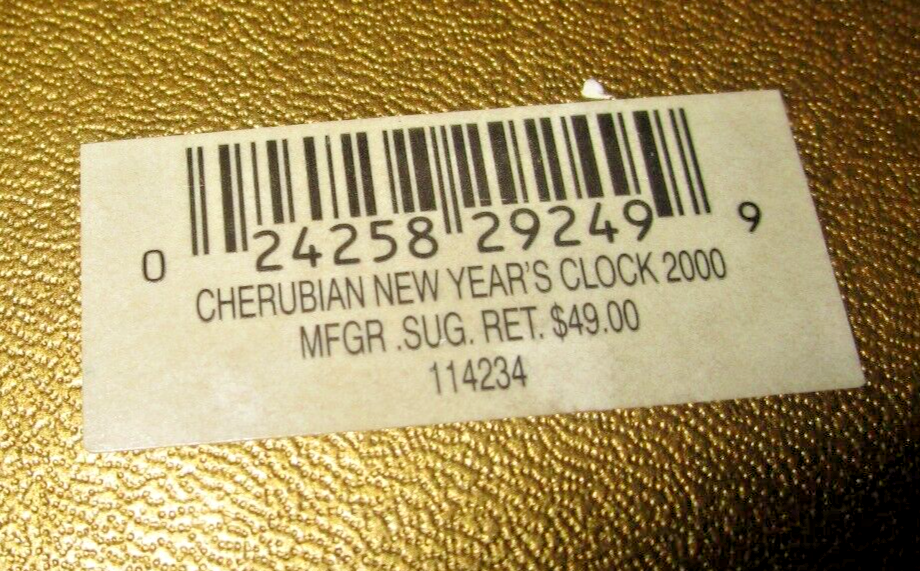 0 24258 29249 9
CHERUBIAN NEW YEAR'S CLOCK 2000
MFGR .SUG. RET. $49.00
114234